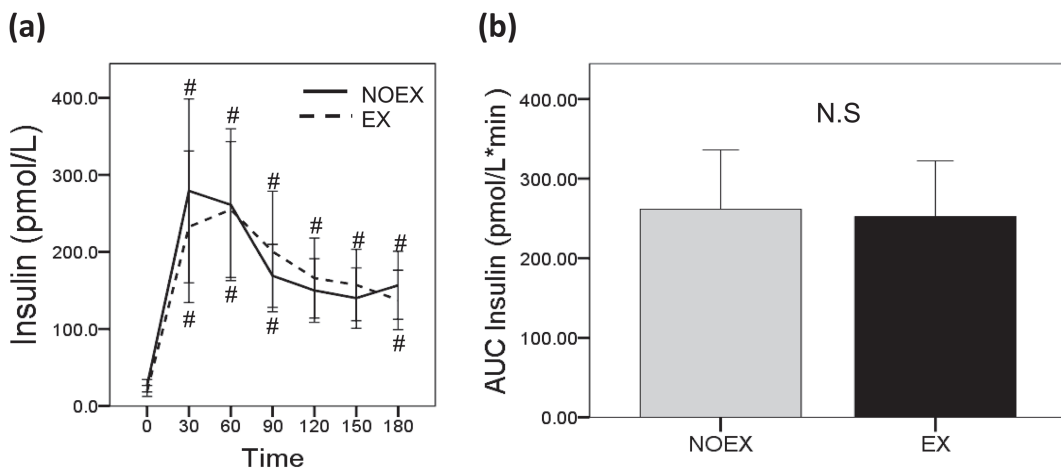 (a)
Insulin (pmol/L)
400.0
300.0
200.0
100.0
0.0
NOEX
EX
#
#
#
#
#
#
#
#
#
#
0 30 60 90 120 150 180
Time
(b)
AUC Insulin (pmol/L*min)
400.00
300.00
200.00
100.00
0.00
N.S
NOEX EX